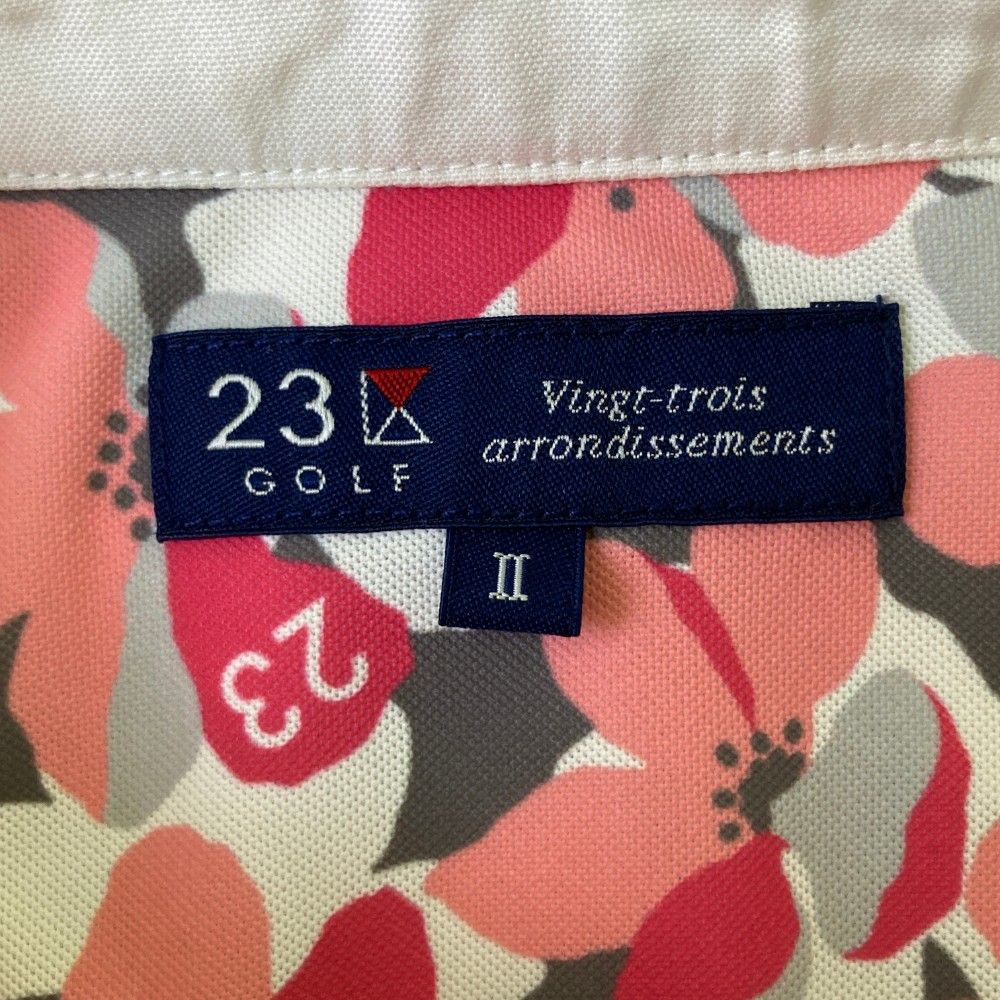 23
GOLF
Vingt-trois
arrondissements
II
23